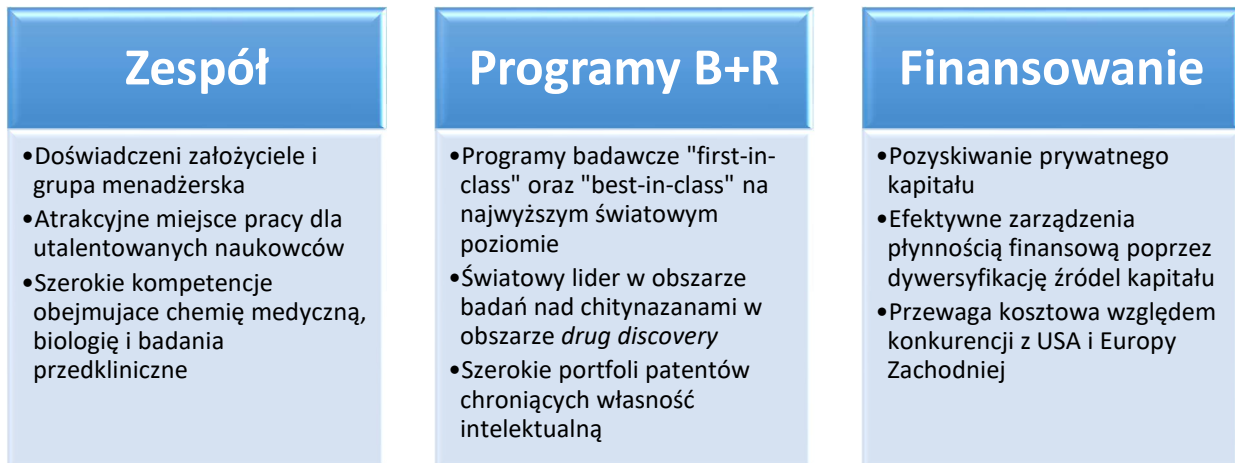 Zespół
•Doświadczeni założyciele i
grupa menadżerska
•Atrakcyjne miejsce pracy dla
utalentowanych naukowców
•Szerokie kompetencje
obejmujace chemię medyczną,
biologię i badania
przedkliniczne
Programy B+R
•Programy badawcze "first-in-
class" oraz "best-in-class" na
najwyższym światowym
poziomie
•Światowy lider w obszarze
badań nad chitynazanami w
obszarze drug discovery
•Szerokie portfoli patentów
chroniących własność
intelektualną
Finansowanie
•Pozyskiwanie prywatnego
kapitału
•Efektywne zarządzenia
płynnością finansową poprzez
dywersyfikację źródel kapitału
•Przewaga kosztowa względem
konkurencji z USA i Europy
Zachodniej